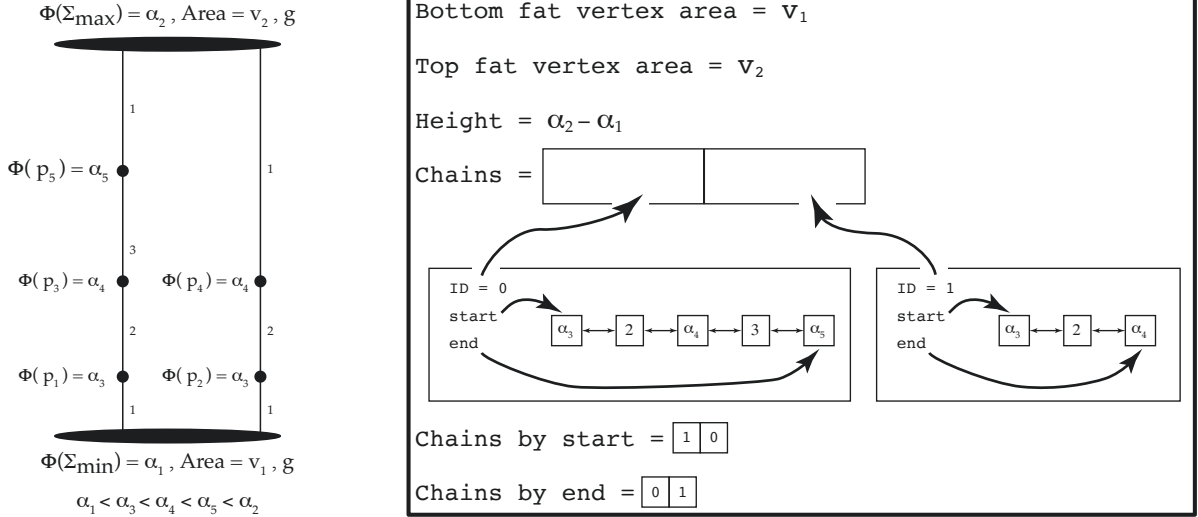 Φ(Σmax) = α₂ , Area = v₂ , g
1
Φ( p₅ ) = α₅
1
3
Φ( p₃ ) = α₄
Φ( p₄ ) = α₄
2
2
Φ( p₁ ) = α₃
Φ( p₂ ) = α₃
1
1
Φ(Σmin) = α₁ , Area = v₁ , g
α₁ < α₃ < α₄ < α₅ < α₂
Bottom fat vertex area = v₁
Top fat vertex area = v₂
Height = α₂ – α₁
Chains =
ID = 0
start
end
α₃ 2 α₄ 3 α₅
ID = 1
start
end
α₃ 2 α₄
Chains by start = 1 0
Chains by end = 0 1